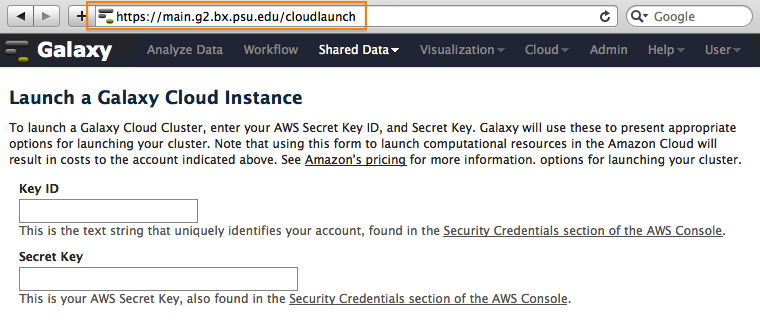 https://main.g2.bx.psu.edu/cloudlaunch
Google
Galaxy Analyze Data Workflow Shared Data Visualization Cloud Admin Help User
Launch a Galaxy Cloud Instance
To launch a Galaxy Cloud Cluster, enter your AWS Secret Key ID, and Secret Key. Galaxy will use these to present appropriate
options for launching your cluster. Note that using this form to launch computational resources in the Amazon Cloud will
result in costs to the account indicated above. See Amazon's pricing for more information. options for launching your cluster.
Key ID
This is the text string that uniquely identifies your account, found in the Security Credentials section of the AWS Console.
Secret Key
This is your AWS Secret Key, also found in the Security Credentials section of the AWS Console.